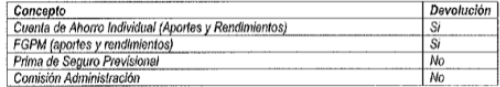 Concepto Devolución
Cuenta de Ahorro Individual (Aportes y Rendimientos) Si
FGPM (aportes y rendimientos) Si
Prima de Seguro Previsional No
Comisión Administración No